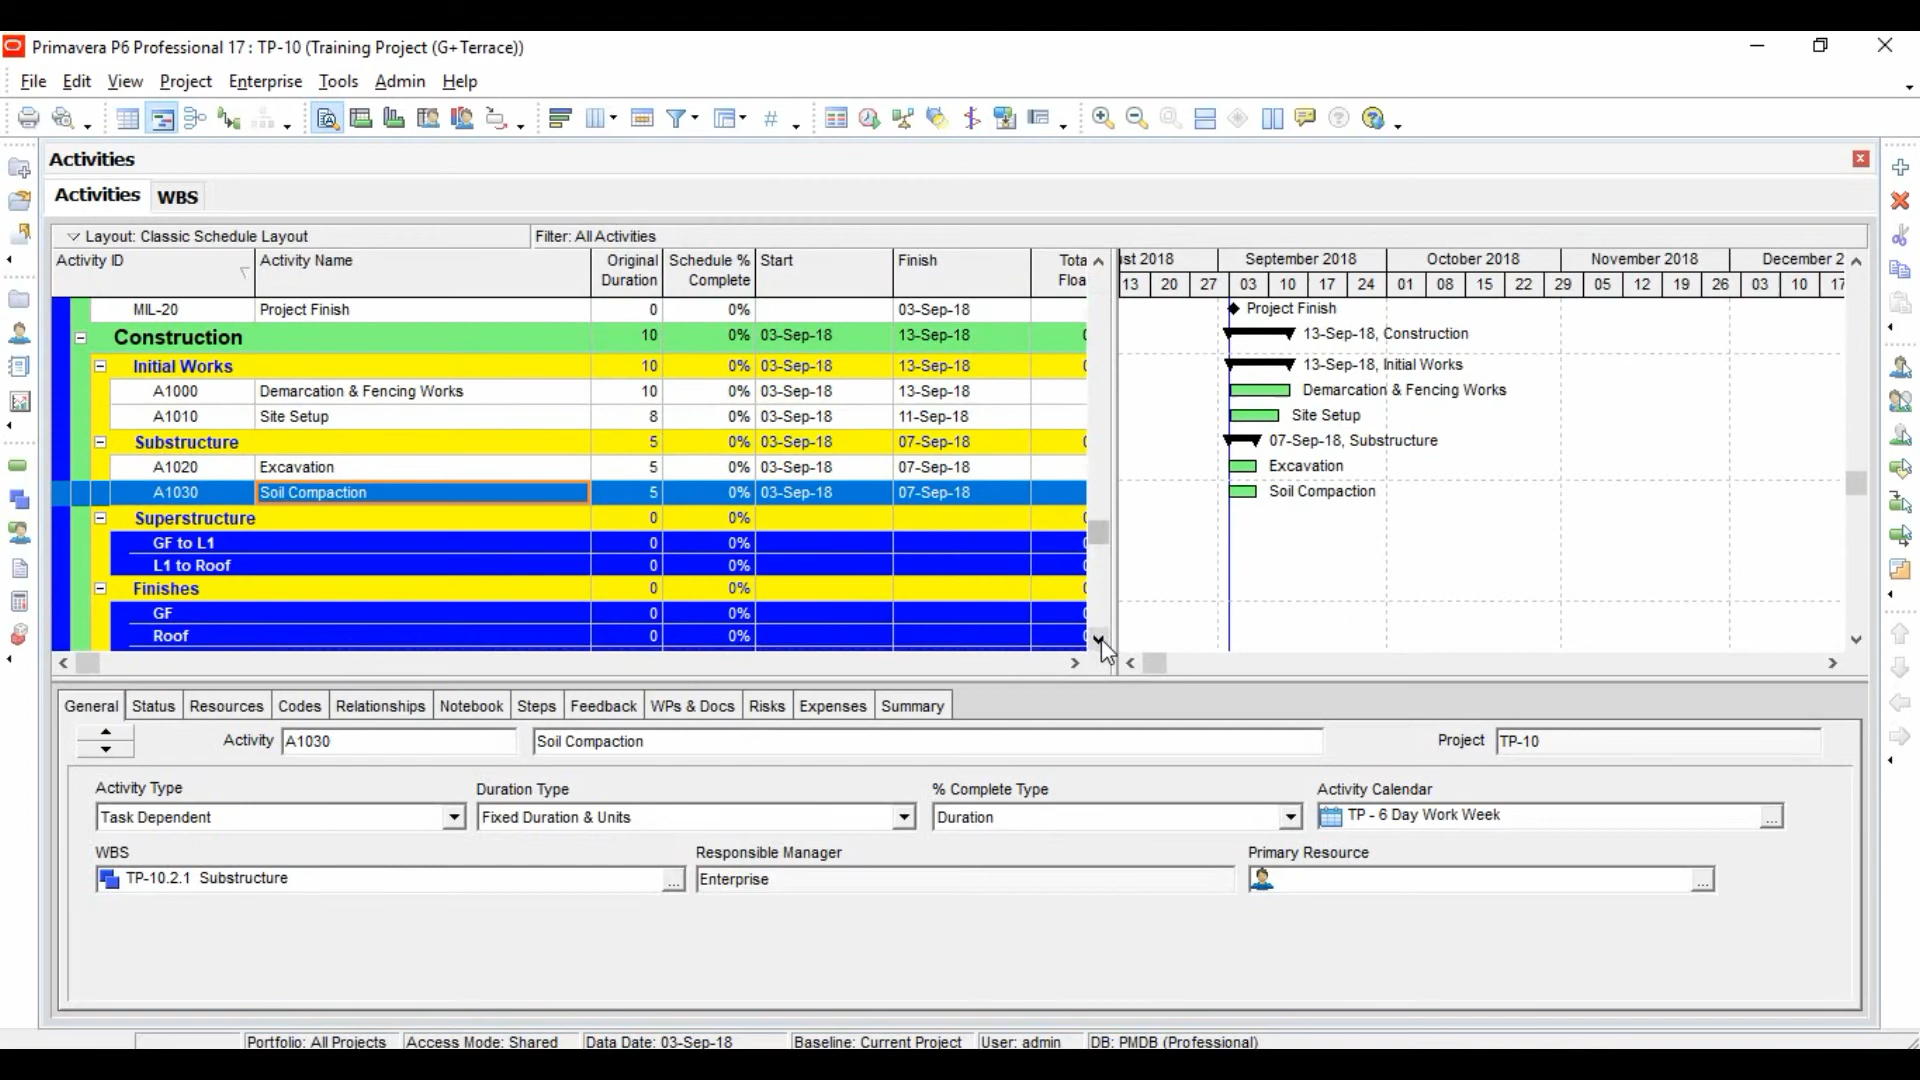 Primavera P6 Professional 17 : TP-10 (Training Project (G+Terrace))
File Edit View Project Enterprise Tools Admin Help
Activities
Activities WBS
Layout: Classic Schedule Layout Filter: All Activities
Activity ID Activity Name Original Duration Schedule % Complete Start Finish Tota Floa
st 2018 September 2018 October 2018 November 2018 December 2
13 20 27 03 10 17 24 01 08 15 22 29 05 12 19 26 03 10 17
MIL-20 Project Finish 0 0% 03-Sep-18 Project Finish
Construction 10 0% 03-Sep-18 13-Sep-18 13-Sep-18, Construction
Initial Works 10 0% 03-Sep-18 13-Sep-18 13-Sep-18, Initial Works
A1000 Demarcation & Fencing Works 10 0% 03-Sep-18 13-Sep-18 Demarcation & Fencing Works
A1010 Site Setup 8 0% 03-Sep-18 11-Sep-18 Site Setup
Substructure 5 0% 03-Sep-18 07-Sep-18 07-Sep-18, Substructure
A1020 Excavation 5 0% 03-Sep-18 07-Sep-18 Excavation
A1030 Soil Compaction 5 0% 03-Sep-18 07-Sep-18 Soil Compaction
Superstructure 0 0%
GF to L1 0 0%
L1 to Roof 0 0%
Finishes 0 0%
GF 0 0%
Roof 0 0%
General Status Resources Codes Relationships Notebook Steps Feedback WPs & Docs Risks Expenses Summary
Activity A1030 Soil Compaction Project TP-10
Activity Type Duration Type % Complete Type Activity Calendar
Task Dependent Fixed Duration & Units Duration TP - 6 Day Work Week ...
WBS Responsible Manager Primary Resource
TP-10.2.1 Substructure ... Enterprise ...
Portfolio: All Projects Access Mode: Shared Data Date: 03-Sep-18 Baseline: Current Project User: admin DB: PMDB (Professional)